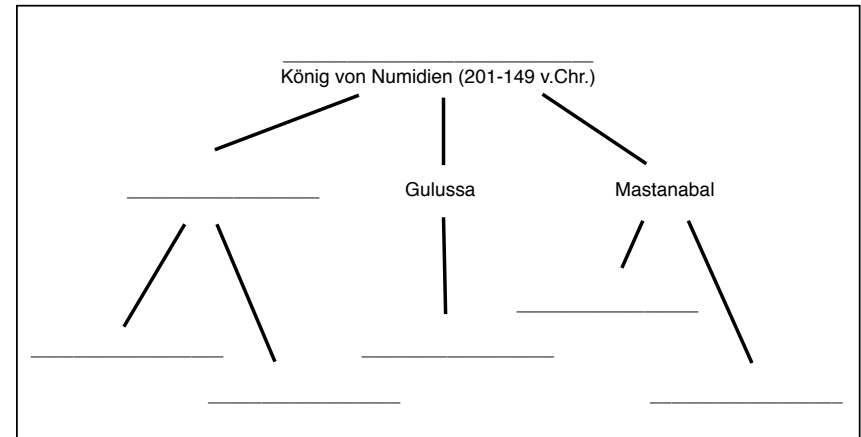 König von Numidien (201-149 v.Chr.)
Gulussa Mastanabal